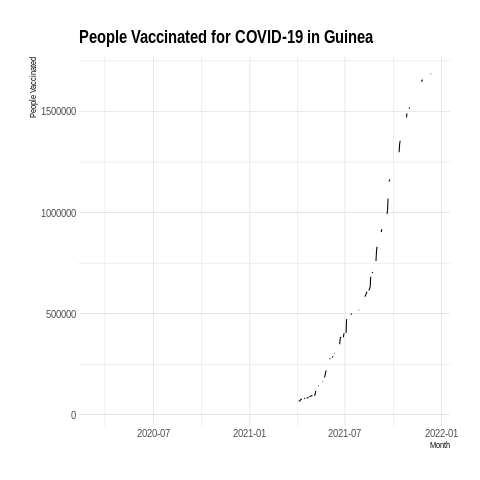 People Vaccinated for COVID-19 in Guinea
People Vaccinated
1500000
1000000
500000
0
2020-07 2021-01 2021-07 2022-01
Month